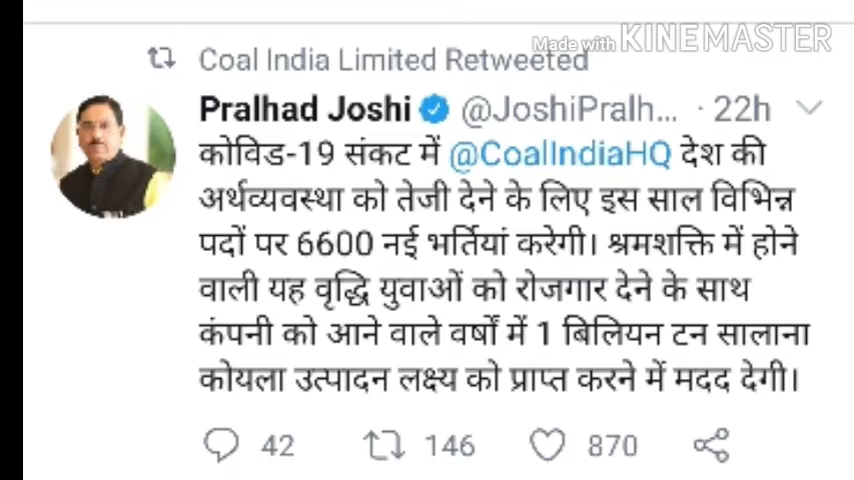 Made with KINEMASTER
Coal India Limited Retweeted
Pralhad Joshi @JoshiPralh... · 22h
कोविड-19 संकट में @CoalIndiaHQ देश की
अर्थव्यवस्था को तेजी देने के लिए इस साल विभिन्न
पदों पर 6600 नई भर्तियां करेगी। श्रमशक्ति में होने
वाली यह वृद्धि युवाओं को रोजगार देने के साथ
कंपनी को आने वाले वर्षों में 1 बिलियन टन सालाना
कोयला उत्पादन लक्ष्य को प्राप्त करने में मदद देगी।
42 146 870